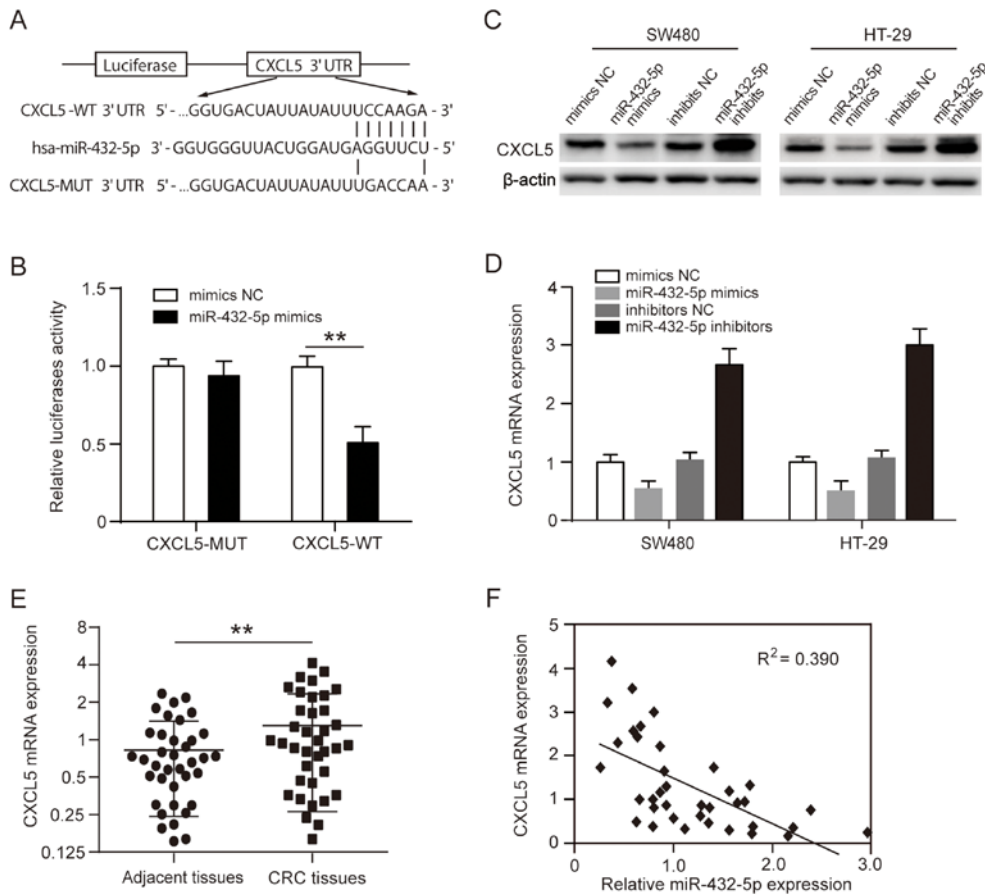 A
Luciferase
CXCL5 3' UTR
CXCL5-WT 3' UTR 5' - ...GGUGACUAUUAUAUUUCCAAGA - 3'
hsa-miR-432-5p 3' - GGUGGGUUACUGGAUGAGGUUCU - 5'
CXCL5-MUT 3' UTR 5' - ...GGUGACUAUUAUAUUUGACCAA - 3'
B
Relative luciferases activity
1.5
1.0
0.5
0
mimics NC
miR-432-5p mimics
**
CXCL5-MUT
CXCL5-WT
C
SW480
HT-29
mimics NC
miR-432-5p
mimics
inhibits NC
miR-432-5p
inhibits
mimics NC
miR-432-5p
mimics
inhibits NC
miR-432-5p
inhibits
CXCL5
β-actin
D
CXCL5 mRNA expression
4
3
2
1
0
mimics NC
miR-432-5p mimics
inhibitors NC
miR-432-5p inhibitors
SW480
HT-29
E
CXCL5 mRNA expression
8
4
2
1
0.5
0.25
0.125
**
Adjacent tissues
CRC tissues
F
CXCL5 mRNA expression
5
4
3
2
1
0
R² = 0.390
0
1.0
2.0
3.0
Relative miR-432-5p expression